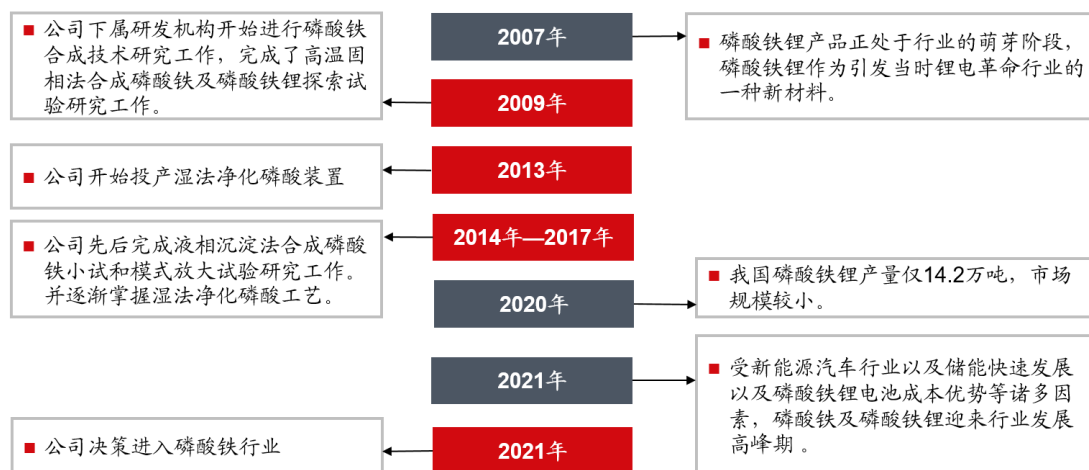 公司下属研发机构开始进行磷酸铁
合成技术研究工作，完成了高温固
相法合成磷酸铁及磷酸铁锂探索试
验研究工作。
2007年
磷酸铁锂产品正处于行业的萌芽阶段，
磷酸铁锂作为引发当时锂电革命行业的
一种新材料。
2009年
公司开始投产湿法净化磷酸装置
2013年
公司先后完成液相沉淀法合成磷酸
铁小试和模式放大试验研究工作。
并逐渐掌握湿法净化磷酸工艺。
2014年—2017年
2020年
我国磷酸铁锂产量仅14.2万吨，市场
规模较小。
2021年
受新能源汽车行业以及储能快速发展
以及磷酸铁锂电池成本优势等诸多因
素，磷酸铁及磷酸铁锂迎来行业发展
高峰期 。
公司决策进入磷酸铁行业
2021年